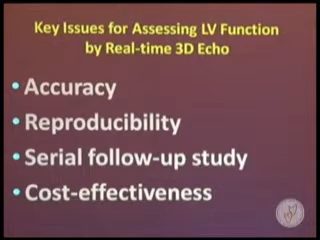 Key Issues for Assessing LV Function
by Real-time 3D Echo
• Accuracy
• Reproducibility
• Serial follow-up study
• Cost-effectiveness